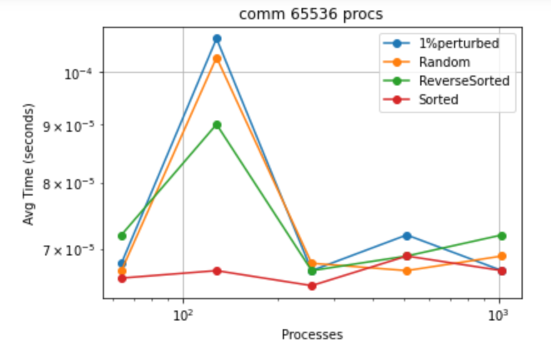 comm 65536 procs
1%perturbed
Random
ReverseSorted
Sorted
Avg Time (seconds)
10⁻⁴
9 × 10⁻⁵
8 × 10⁻⁵
7 × 10⁻⁵
10² 10³
Processes